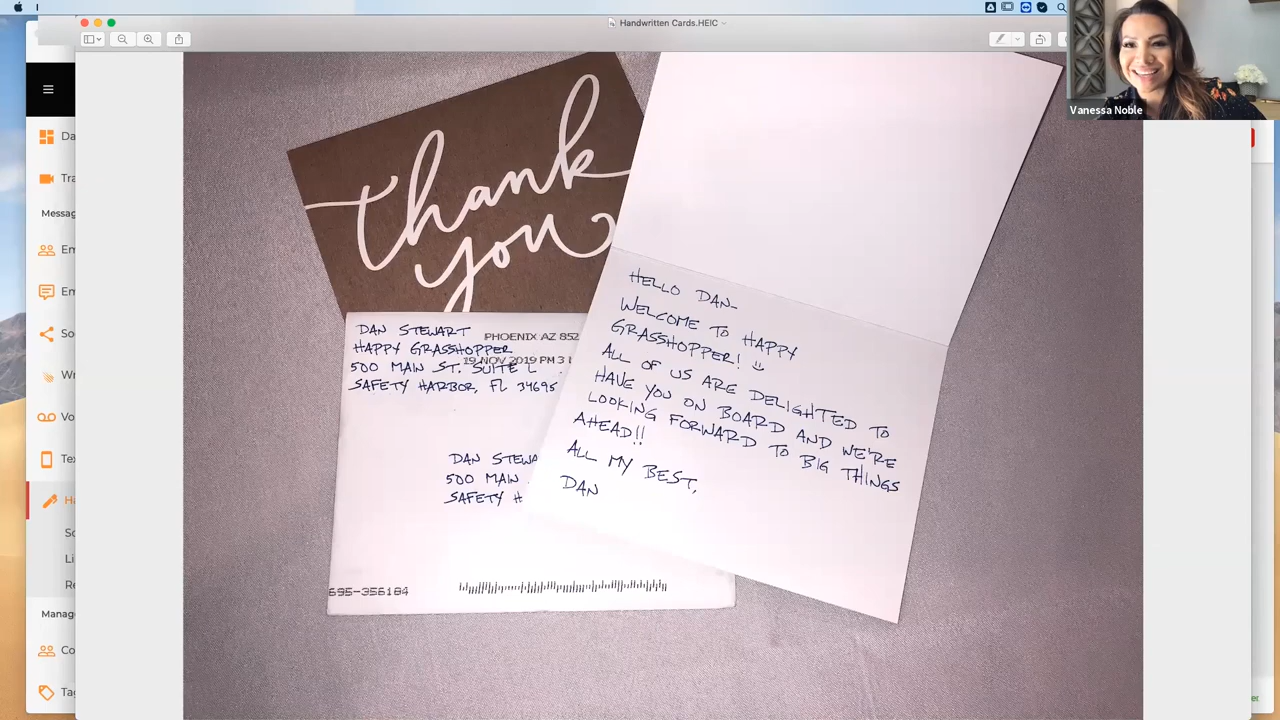 Handwritten Cards.HEIC
Vanessa Noble
Messag
Manage
thank
you
DAN STEWART
HAPPY GRASSHOPPER
500 MAIN ST. SUITE L
SAFETY HARBOR, FL 34695
PHOENIX AZ 852
19 NOV 2019 PM 3 L
DAN STEWA
500 MAIN
SAFETY H
695-356184
HELLO DAN-
WELCOME TO HAPPY
GRASSHOPPER! :)
ALL OF US ARE DELIGHTED TO
HAVE YOU ON BOARD AND WE'RE
LOOKING FORWARD TO BIG THINGS
AHEAD!!
ALL MY BEST,
DAN